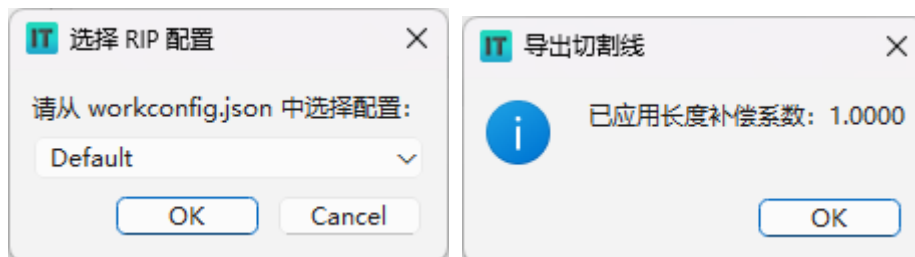 IT 选择 RIP 配置
请从 workconfig.json 中选择配置：
Default
OK Cancel
IT 导出切割线
已应用长度补偿系数：1.0000
OK